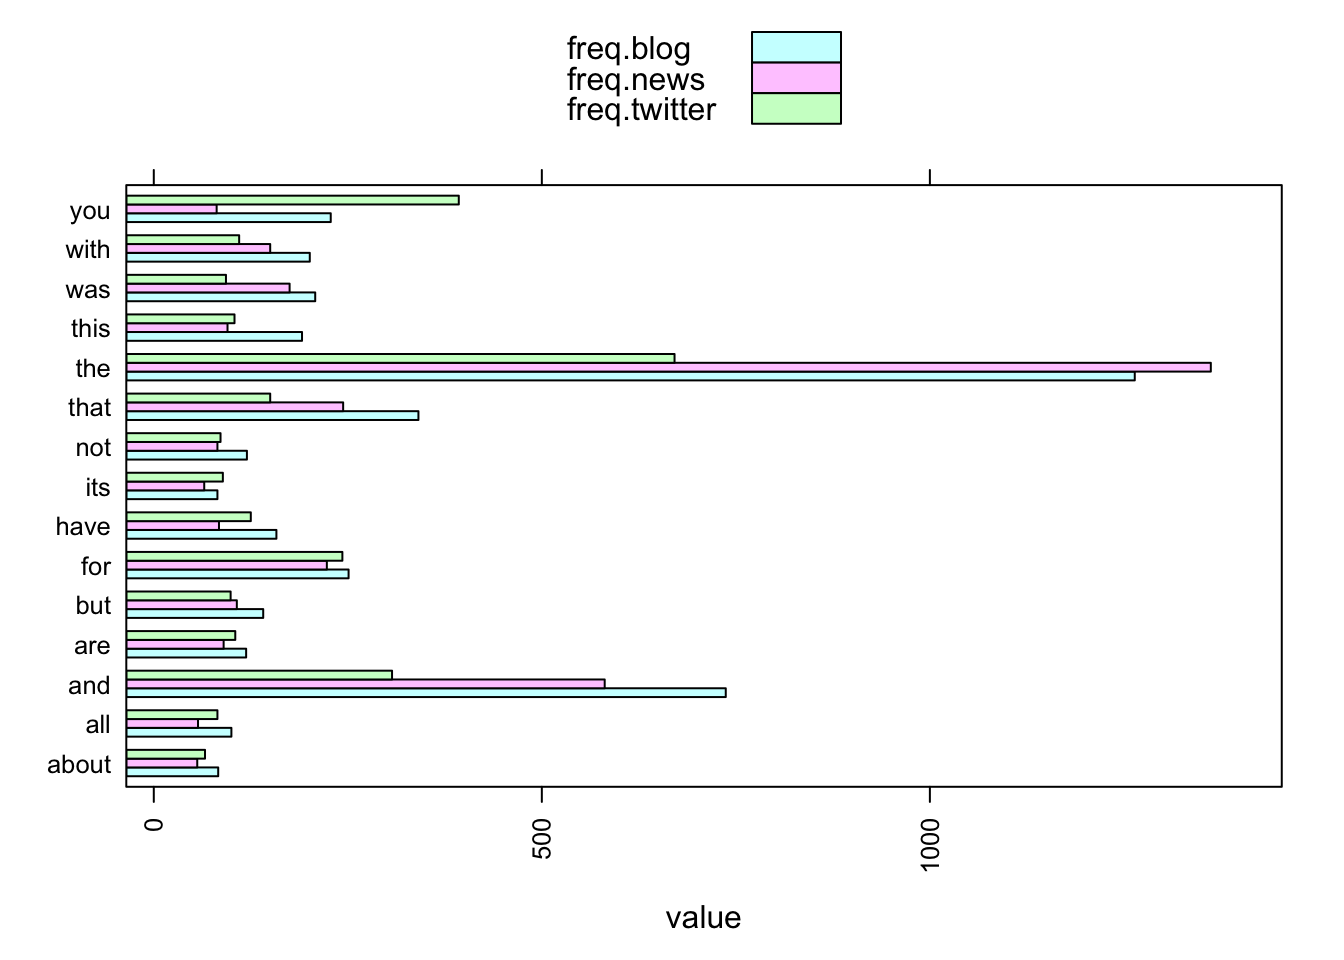 freq.blog
freq.news
freq.twitter
you
with
was
this
the
that
not
its
have
for
but
are
and
all
about
0
500
1000
value